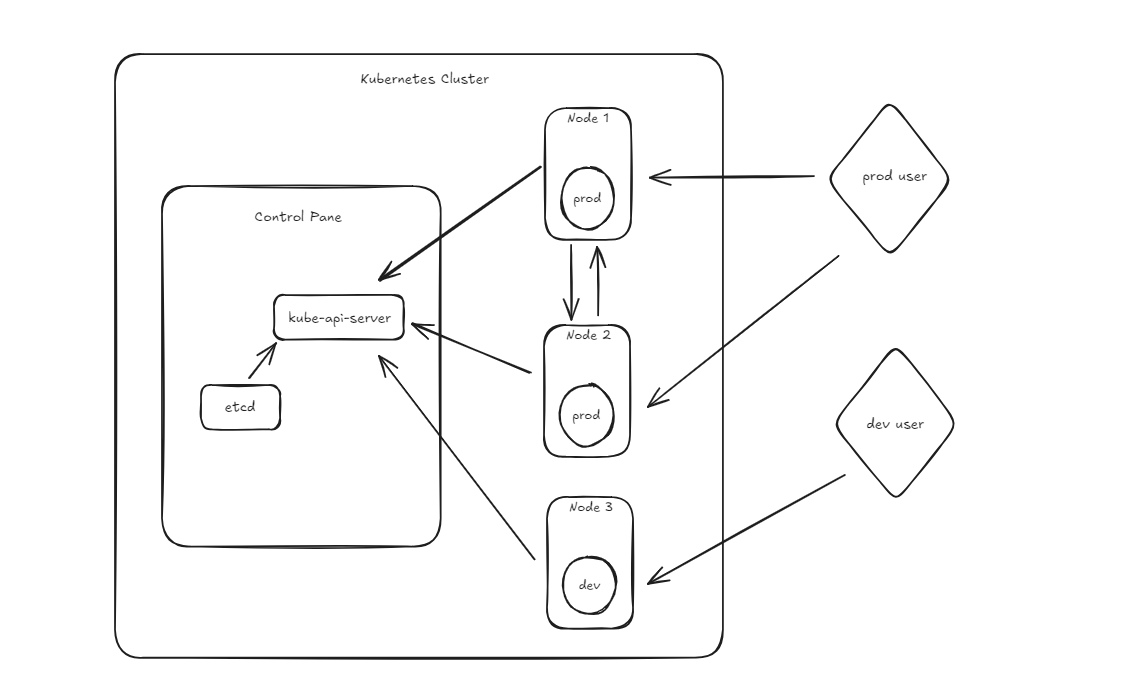 Kubernetes Cluster
Node 1
prod
prod user
Control Pane
kube-api-server
Node 2
etcd
prod
dev user
Node 3
dev